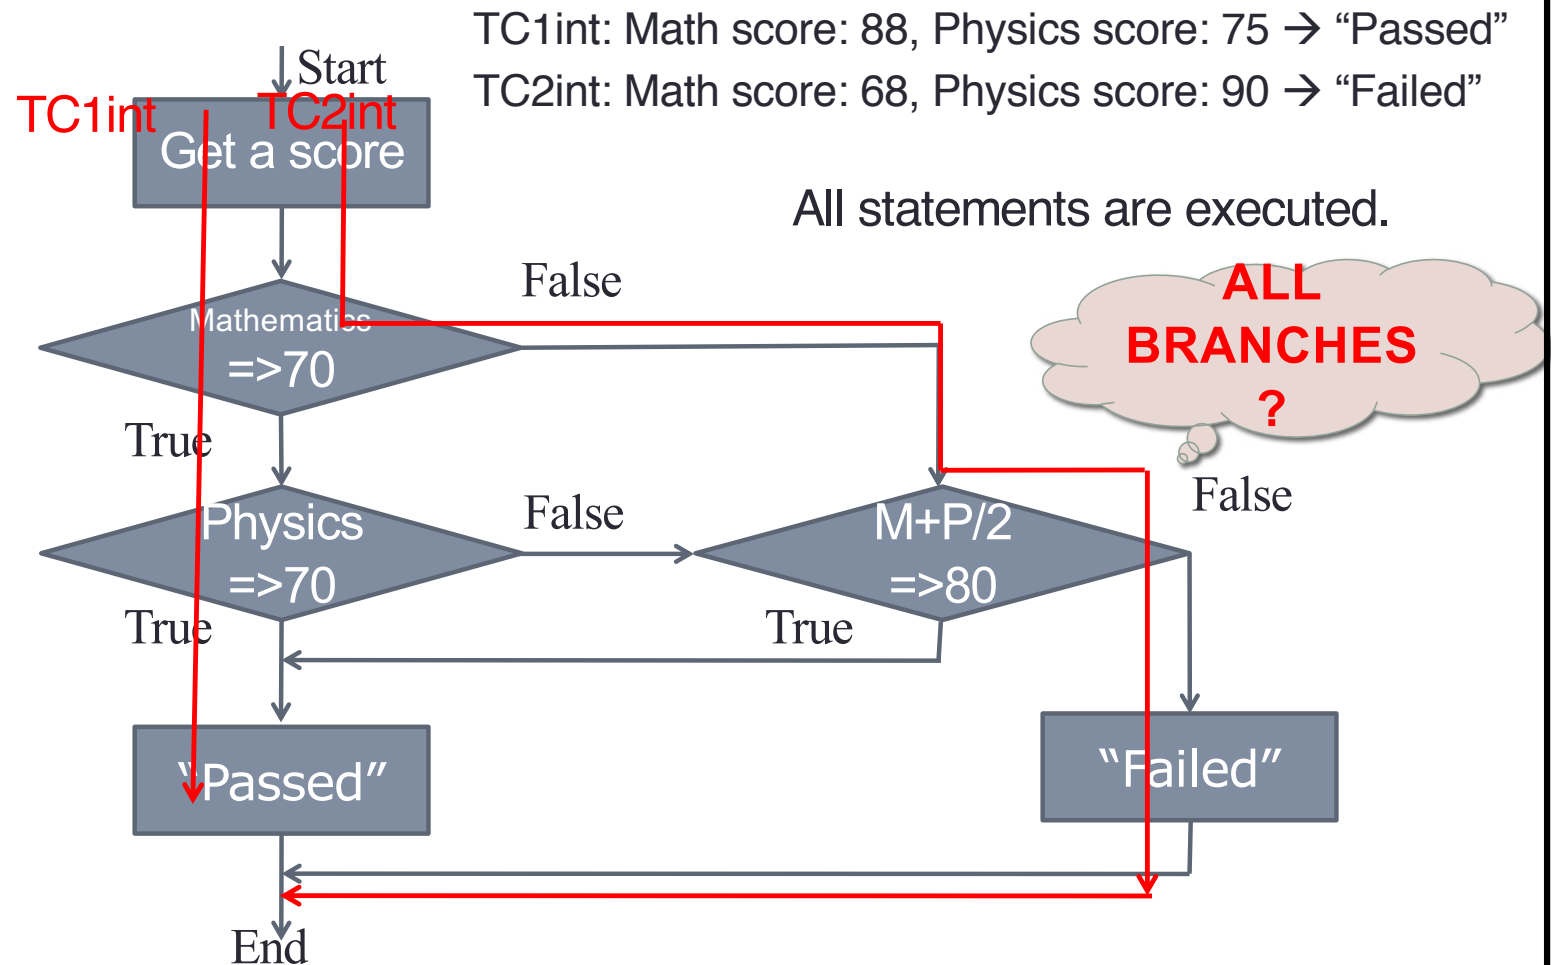 TC1int: Math score: 88, Physics score: 75 → “Passed”
TC2int: Math score: 68, Physics score: 90 → “Failed”
Start
TC1int
TC2int
Get a score
All statements are executed.
ALL
BRANCHES
?
False
Mathematics
=>70
True
False
False
Physics
=>70
M+P/2
=>80
True
True
“Passed”
“Failed”
End